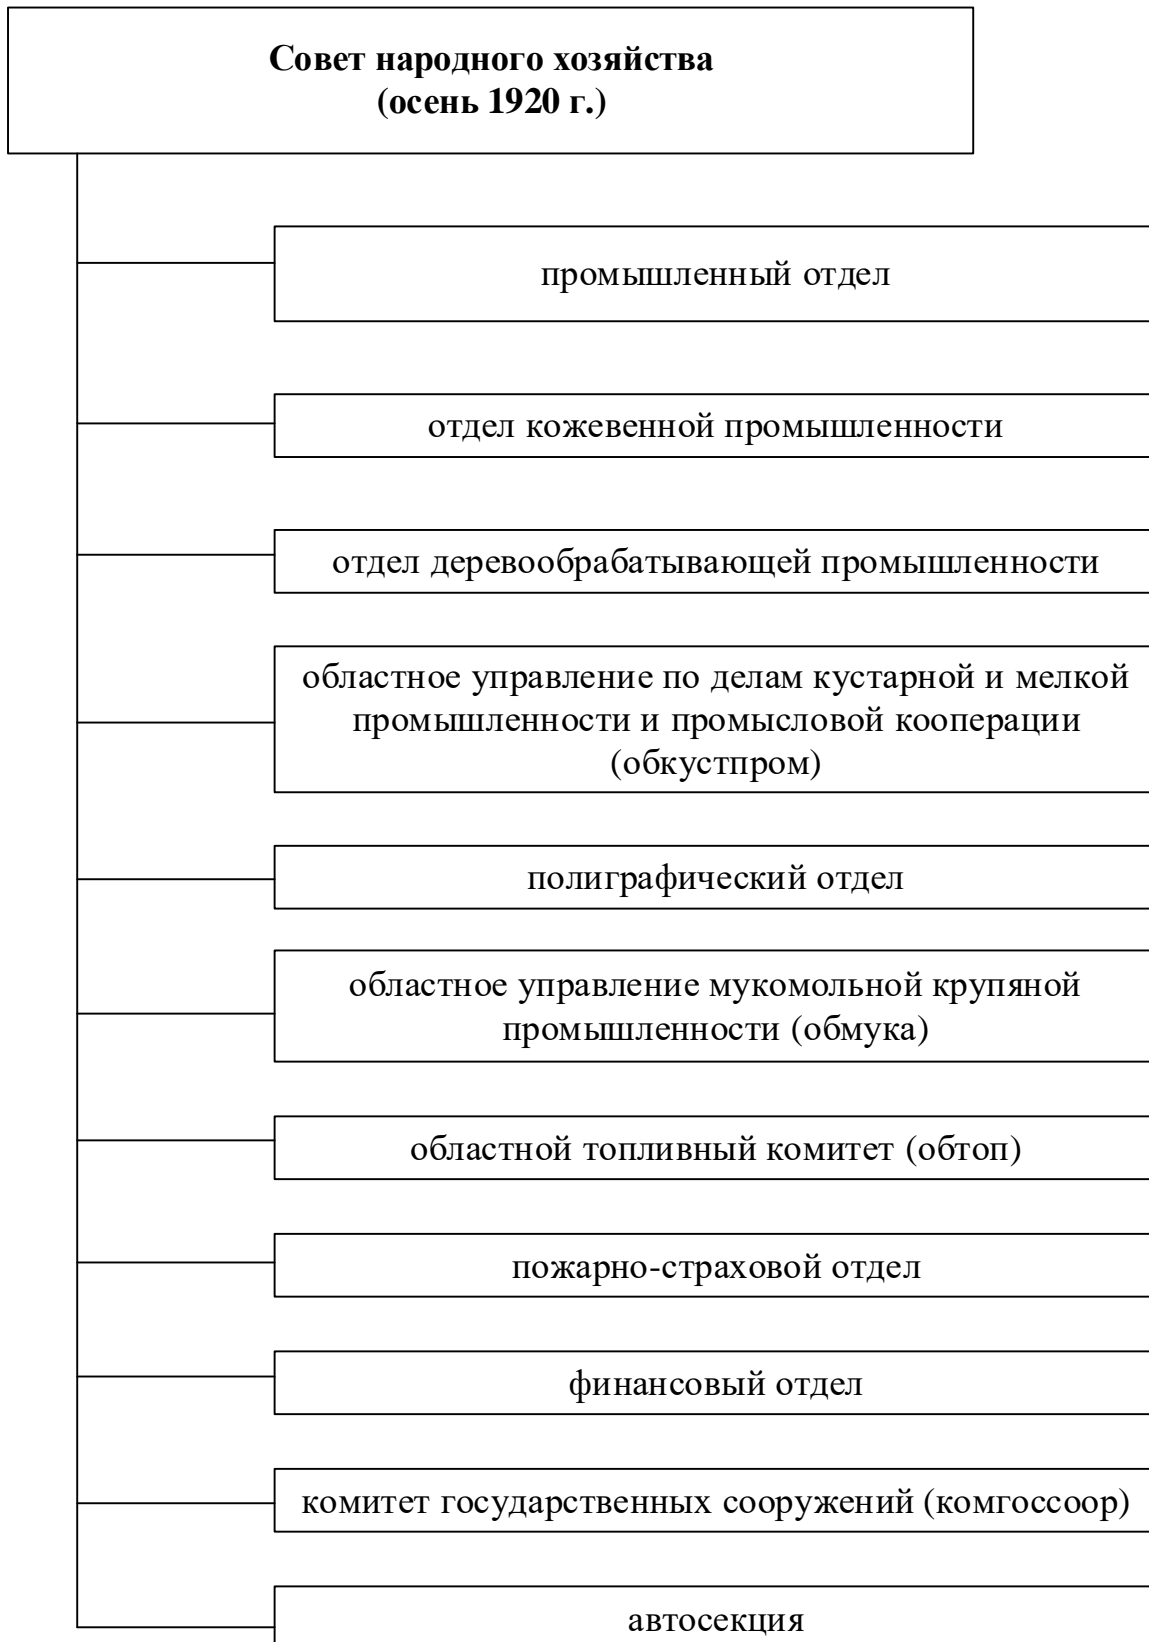 Совет народного хозяйства
(осень 1920 г.)
промышленный отдел
отдел кожевенной промышленности
отдел деревообрабатывающей промышленности
областное управление по делам кустарной и мелкой
промышленности и промысловой кооперации
(обкустпром)
полиграфический отдел
областное управление мукомольной крупяной
промышленности (обмука)
областной топливный комитет (обтоп)
пожарно-страховой отдел
финансовый отдел
комитет государственных сооружений (комгоссоор)
автосекция